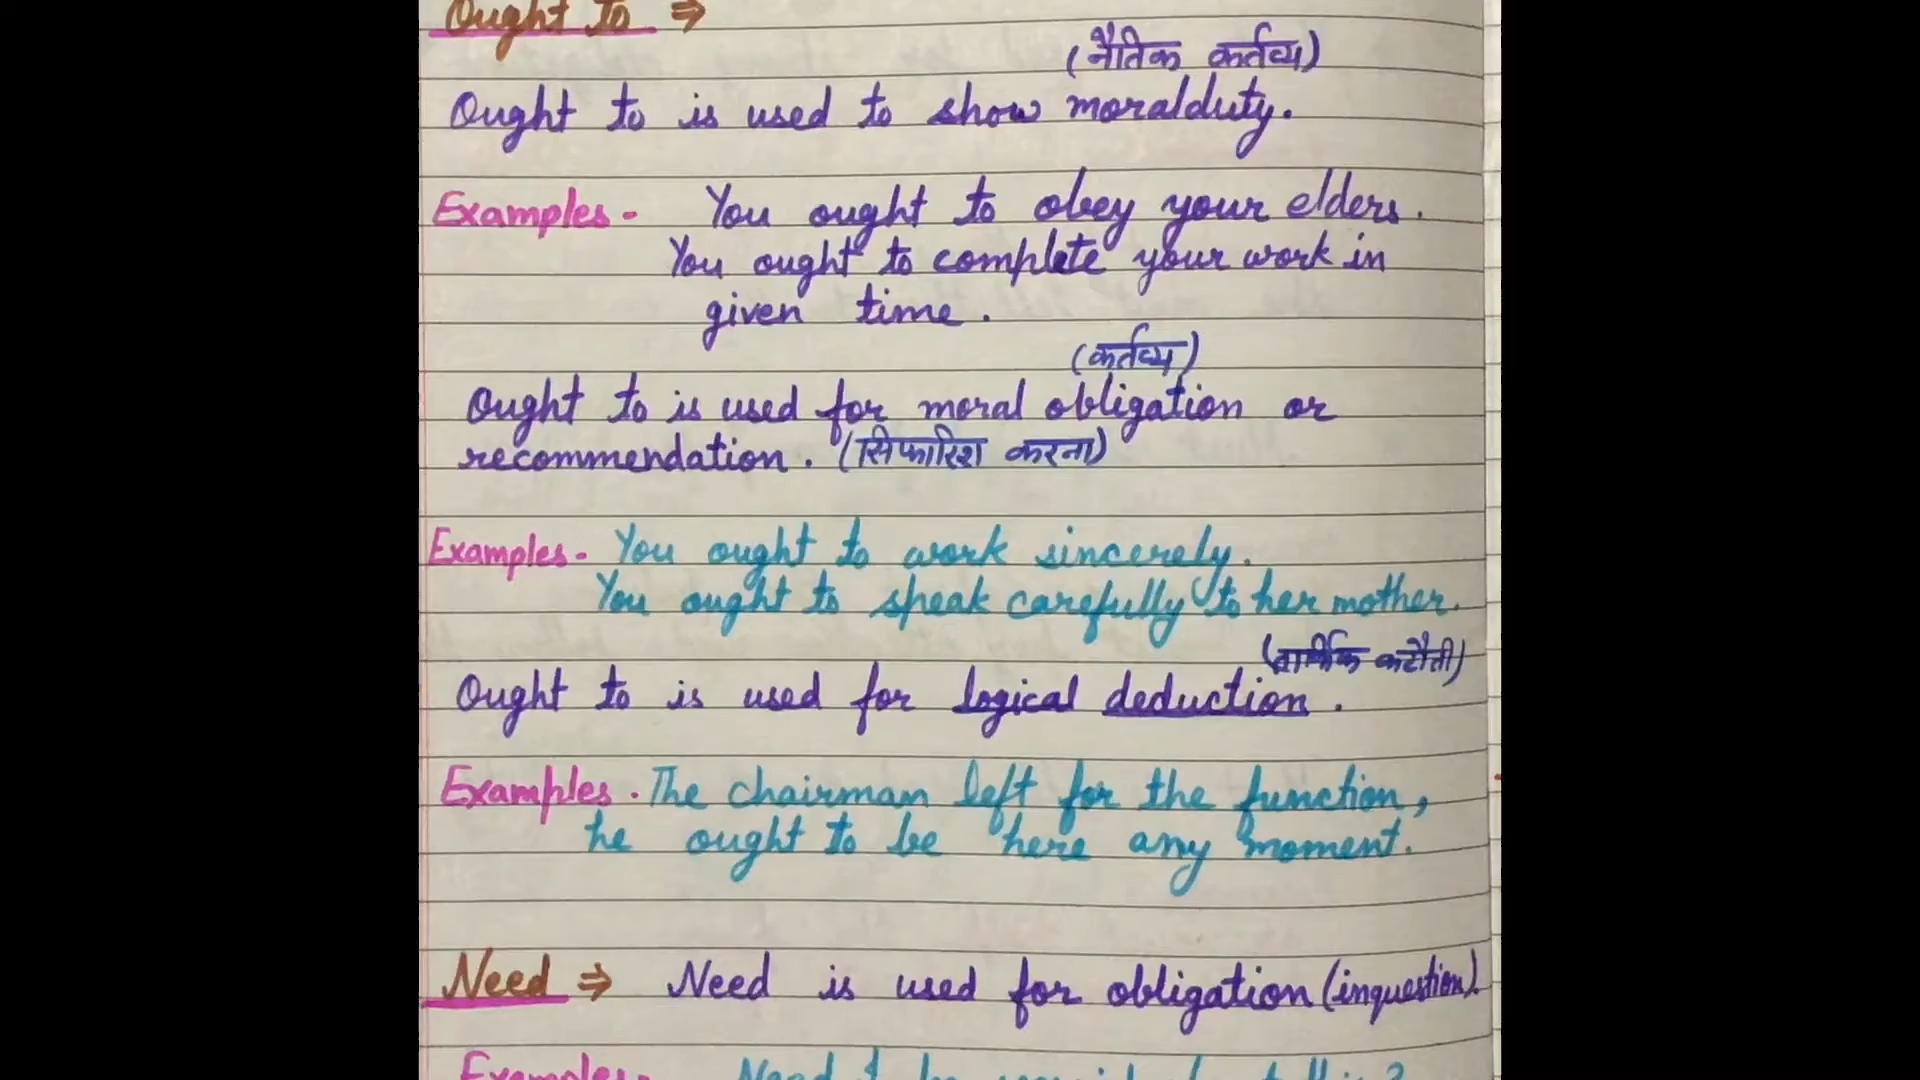 Ought to ⇒
(नैतिक कर्तव्य)
Ought to is used to show moralduty.
Examples - You ought to obey your elders.
You ought to complete your work in
given time.
(कर्तव्य)
Ought to is used for moral obligation or
recommendation. (सिफारिश करना)
Examples - You ought to work sincerely.
You ought to speak carefully to her mother.
(तार्किक कटौती)
Ought to is used for logical deduction.
Examples. The chairman left for the function,
he ought to be here any moment.
Need ⇒ Need is used for obligation (inquestion).
Examples - Need I be